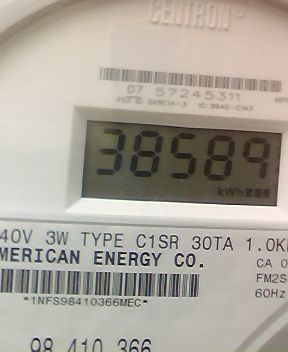 CENTRON
07 57245311
38589
kWh
40V 3W TYPE C1SR 30TA 1.0K
MERICAN ENERGY CO.
CA 0
FM2S
60Hz
*1NFS98410366MEC*
98 410 366